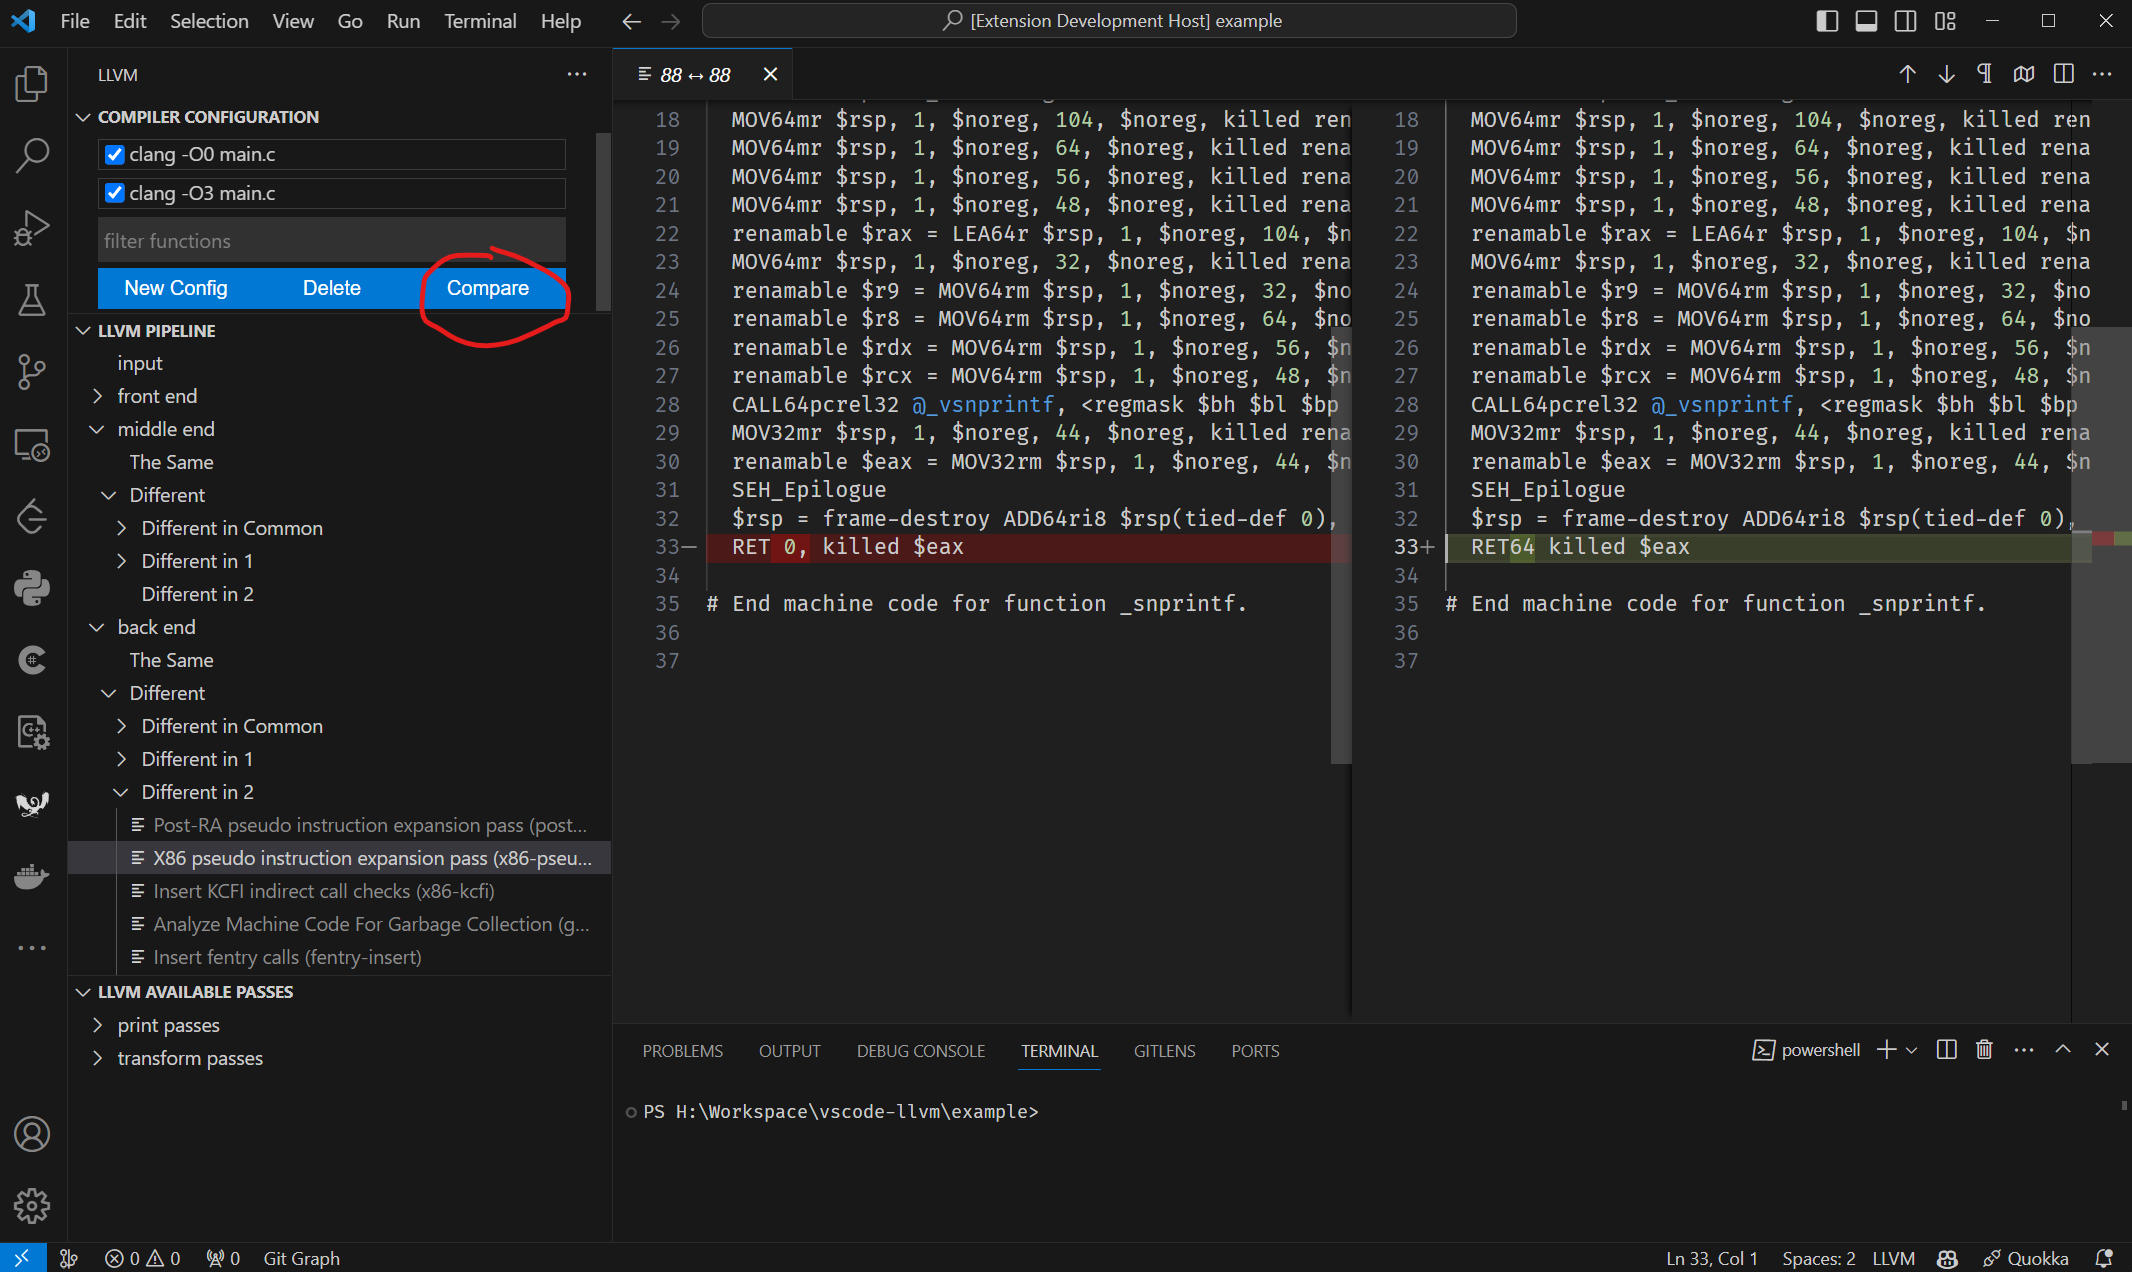 File Edit Selection View Go Run Terminal Help
[Extension Development Host] example
LLVM
COMPILER CONFIGURATION
clang -O0 main.c
clang -O3 main.c
filter functions
New Config Delete Compare
LLVM PIPELINE
input
front end
middle end
The Same
Different
Different in Common
Different in 1
Different in 2
back end
The Same
Different
Different in Common
Different in 1
Different in 2
Post-RA pseudo instruction expansion pass (post...
X86 pseudo instruction expansion pass (x86-pseu...
Insert KCFI indirect call checks (x86-kcfi)
Analyze Machine Code For Garbage Collection (g...
Insert fentry calls (fentry-insert)
LLVM AVAILABLE PASSES
print passes
transform passes
88 ↔ 88
18 MOV64mr $rsp, 1, $noreg, 104, $noreg, killed ren
19 MOV64mr $rsp, 1, $noreg, 64, $noreg, killed rena
20 MOV64mr $rsp, 1, $noreg, 56, $noreg, killed rena
21 MOV64mr $rsp, 1, $noreg, 48, $noreg, killed rena
22 renamable $rax = LEA64r $rsp, 1, $noreg, 104, $n
23 MOV64mr $rsp, 1, $noreg, 32, $noreg, killed rena
24 renamable $r9 = MOV64rm $rsp, 1, $noreg, 32, $no
25 renamable $r8 = MOV64rm $rsp, 1, $noreg, 64, $no
26 renamable $rdx = MOV64rm $rsp, 1, $noreg, 56, $n
27 renamable $rcx = MOV64rm $rsp, 1, $noreg, 48, $n
28 CALL64pcrel32 @_vsnprintf, <regmask $bh $bl $bp
29 MOV32mr $rsp, 1, $noreg, 44, $noreg, killed rena
30 renamable $eax = MOV32rm $rsp, 1, $noreg, 44, $n
31 SEH_Epilogue
32 $rsp = frame-destroy ADD64ri8 $rsp(tied-def 0),
33— RET 0, killed $eax
34
35 # End machine code for function _snprintf.
36
37
18 MOV64mr $rsp, 1, $noreg, 104, $noreg, killed ren
19 MOV64mr $rsp, 1, $noreg, 64, $noreg, killed rena
20 MOV64mr $rsp, 1, $noreg, 56, $noreg, killed rena
21 MOV64mr $rsp, 1, $noreg, 48, $noreg, killed rena
22 renamable $rax = LEA64r $rsp, 1, $noreg, 104, $n
23 MOV64mr $rsp, 1, $noreg, 32, $noreg, killed rena
24 renamable $r9 = MOV64rm $rsp, 1, $noreg, 32, $no
25 renamable $r8 = MOV64rm $rsp, 1, $noreg, 64, $no
26 renamable $rdx = MOV64rm $rsp, 1, $noreg, 56, $n
27 renamable $rcx = MOV64rm $rsp, 1, $noreg, 48, $n
28 CALL64pcrel32 @_vsnprintf, <regmask $bh $bl $bp
29 MOV32mr $rsp, 1, $noreg, 44, $noreg, killed rena
30 renamable $eax = MOV32rm $rsp, 1, $noreg, 44, $n
31 SEH_Epilogue
32 $rsp = frame-destroy ADD64ri8 $rsp(tied-def 0),
33+ RET64 killed $eax
34
35 # End machine code for function _snprintf.
36
37
PROBLEMS OUTPUT DEBUG CONSOLE TERMINAL GITLENS PORTS
powershell
PS H:\Workspace\vscode-llvm\example>
0 0 0 Git Graph
Ln 33, Col 1 Spaces: 2 LLVM Quokka